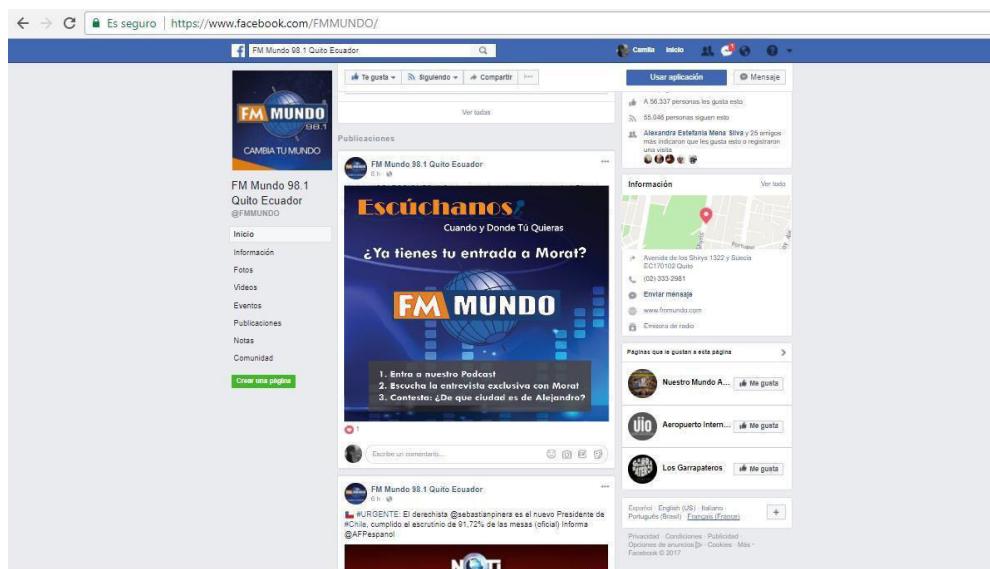 Es seguro | https://www.facebook.com/FMMUNDO/
FM Mundo 98.1 Quito Ecuador
Camila Inicio
Te gusta Siguiendo Compartir
Usar aplicación Mensaje
FM MUNDO
98.1
CAMBIA TU MUNDO
FM Mundo 98.1
Quito Ecuador
@FMMUNDO
Inicio
Información
Fotos
Videos
Eventos
Publicaciones
Notas
Comunidad
Crear una página
Ver todas
Publicaciones
FM Mundo 98.1 Quito Ecuador
6 h
Escúchanos
Cuando y Donde Tú Quieras
¿Ya tienes tu entrada a Morat?
FM MUNDO
1. Entra a nuestro Podcast
2. Escucha la entrevista exclusiva con Morat
3. Contesta: ¿De que ciudad es de Alejandro?
1
Escribe un comentario...
FM Mundo 98.1 Quito Ecuador
6 h
#URGENTE: El derechista @sebastianpinera es el nuevo Presidente de
#Chile, cumplido el escrutinio de 91,72% de las mesas (oficial) Informa
@AFPespanol
NOTI
A 56.337 personas les gusta esto
55.046 personas siguen esto
Alexandra Estefania Mena Silva y 25 amigos
más indicaron que les gusta esto o registraron
una visita
Información Ver todo
Shyris
Portugal
Avenida de los Shirys 1322 y Suecia
EC170102 Quito
(02) 333-2981
Enviar mensaje
www.fmmundo.com
Emisora de radio
Páginas que le gustan a esta página
Nuestro Mundo A... Me gusta
UIO
Aeropuerto Intern... Me gusta
Los Garrapateros Me gusta
Español · English (US) · Italiano ·
Português (Brasil) · Français (France)
Privacidad · Condiciones · Publicidad ·
Opciones de anuncios · Cookies · Más
Facebook © 2017